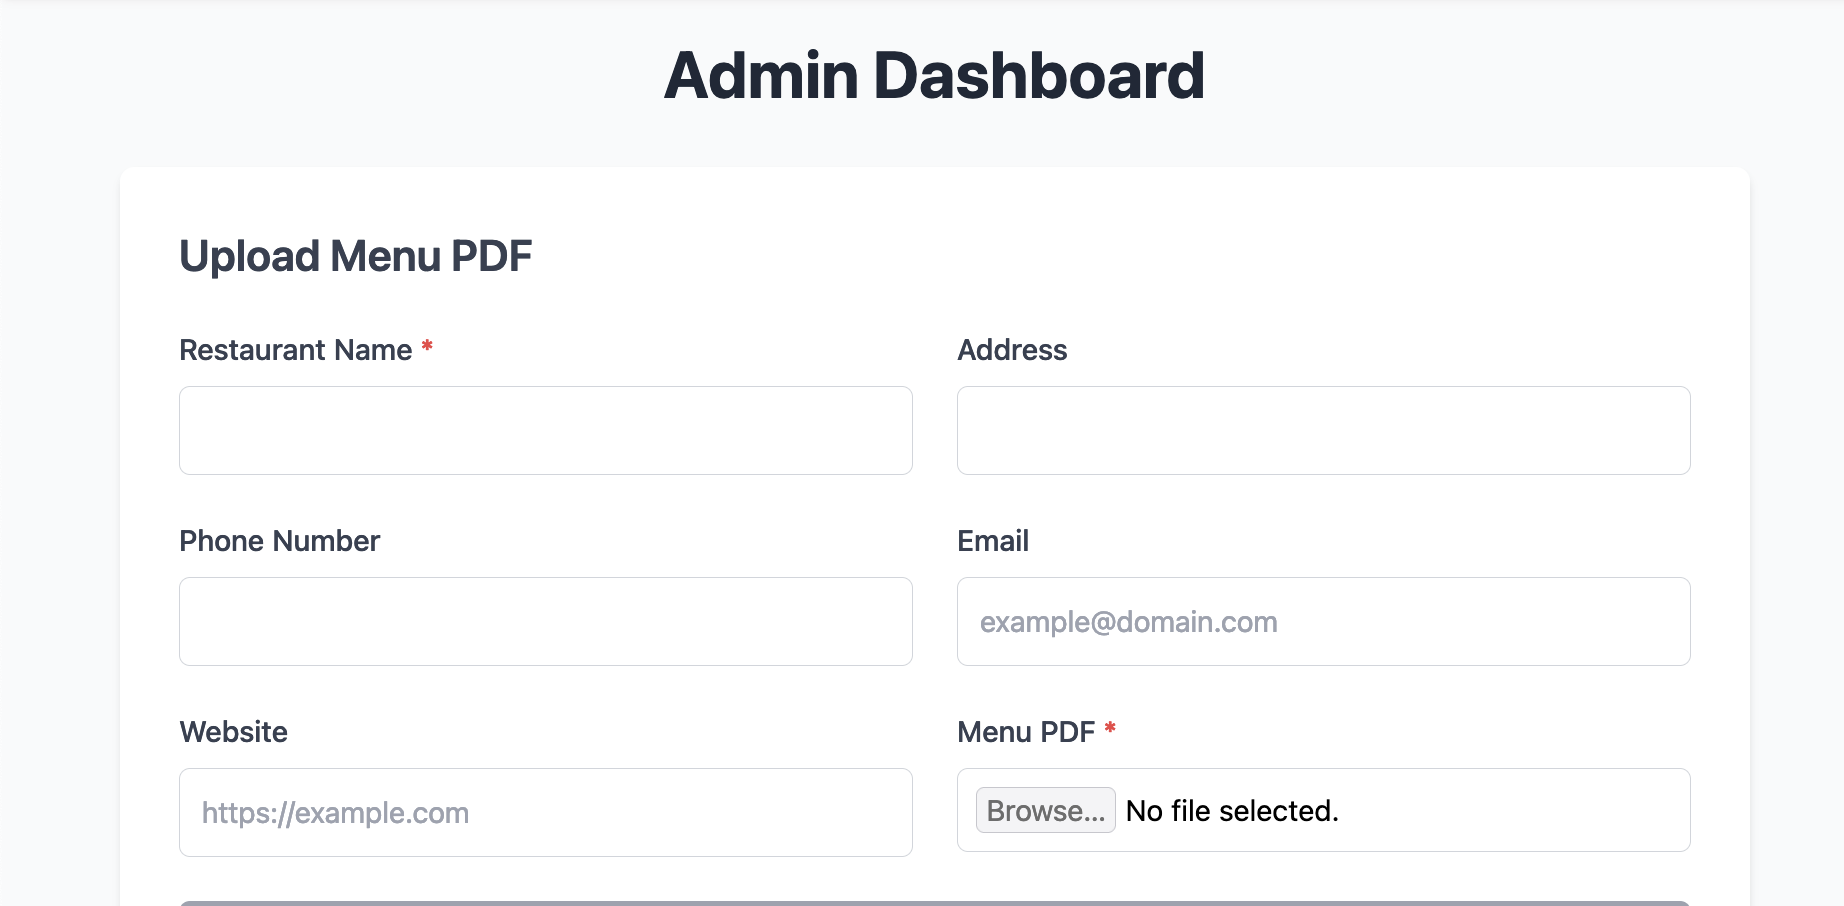 Admin Dashboard
Upload Menu PDF
Restaurant Name *
Address
Phone Number
Email
example@domain.com
Website
Menu PDF *
https://example.com
Browse... No file selected.